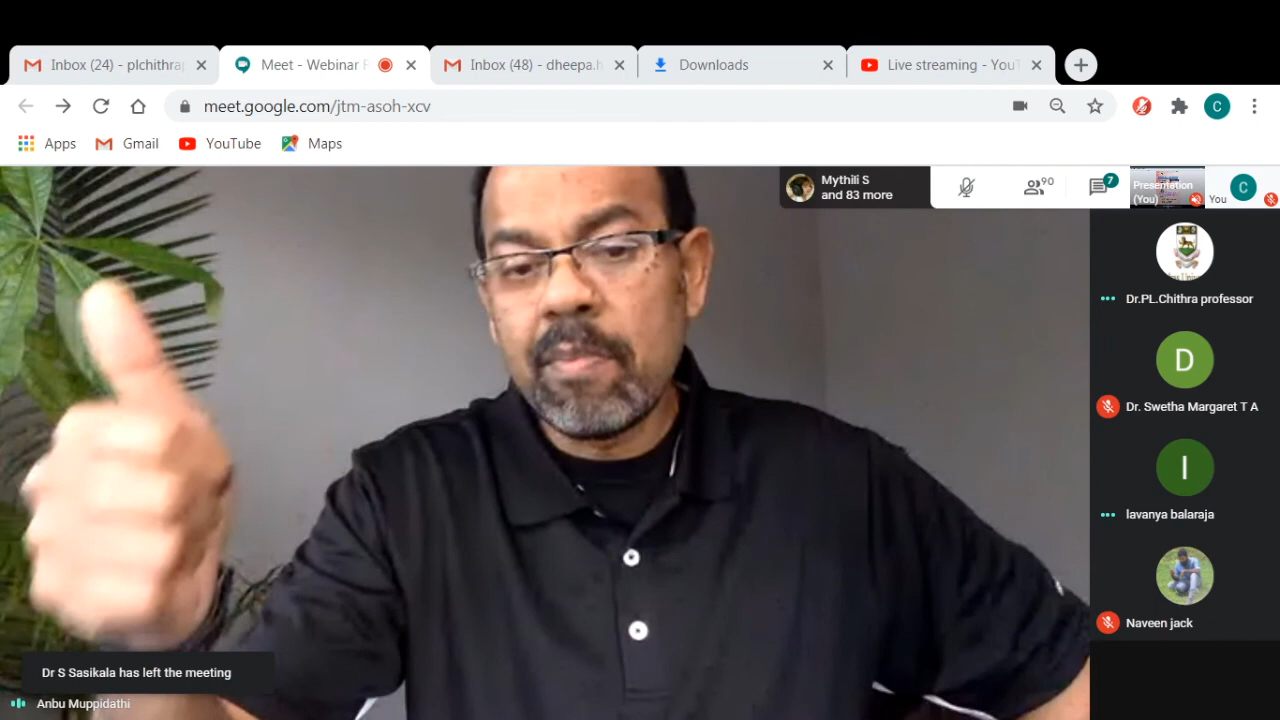 Inbox (24) - plchithrap
Meet - Webinar
Inbox (48) - dheepa.h
Downloads
Live streaming - YouT
meet.google.com/jtm-asoh-xcv
C
Apps
Gmail
YouTube
Maps
Mythili S
and 83 more
90
7
Presentation
(You)
You
C
Dr.PL.Chithra professor
D
Dr. Swetha Margaret T A
I
lavanya balaraja
Naveen jack
Dr S Sasikala has left the meeting
Anbu Muppidathi